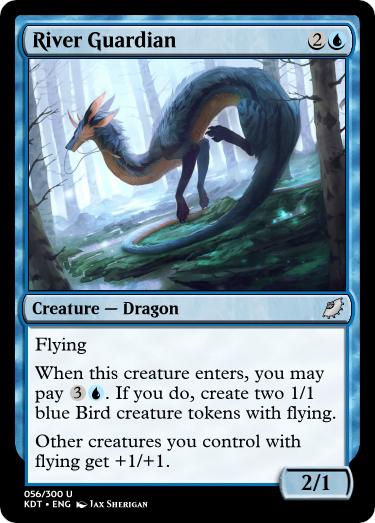 River Guardian 2
Creature — Dragon
Flying
When this creature enters, you may
pay 3. If you do, create two 1/1
blue Bird creature tokens with flying.
Other creatures you control with
flying get +1/+1.
2/1
056/300 U
KDT • ENG Jax Sherigan